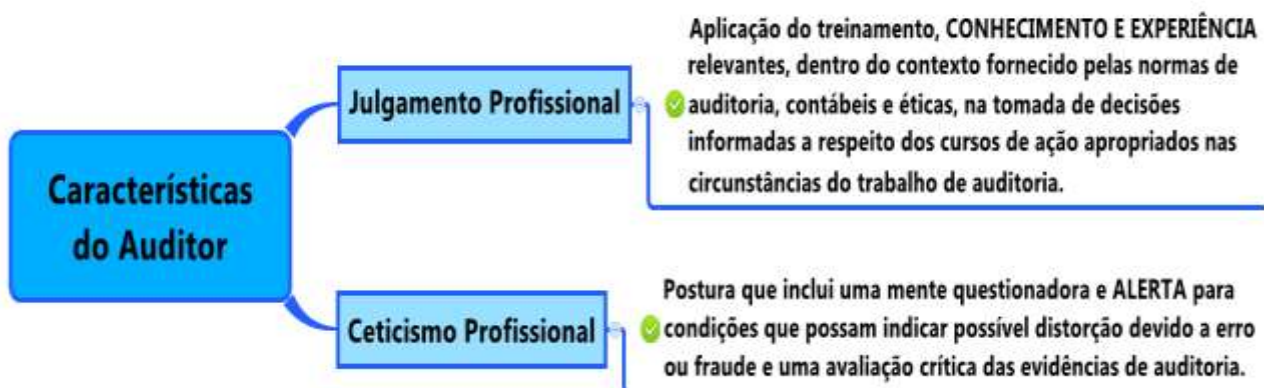 Características
do Auditor
Julgamento Profissional
Aplicação do treinamento, CONHECIMENTO E EXPERIÊNCIA
relevantes, dentro do contexto fornecido pelas normas de
auditoria, contábeis e éticas, na tomada de decisões
informadas a respeito dos cursos de ação apropriados nas
circunstâncias do trabalho de auditoria.
Ceticismo Profissional
Postura que inclui uma mente questionadora e ALERTA para
condições que possam indicar possível distorção devido a erro
ou fraude e uma avaliação crítica das evidências de auditoria.